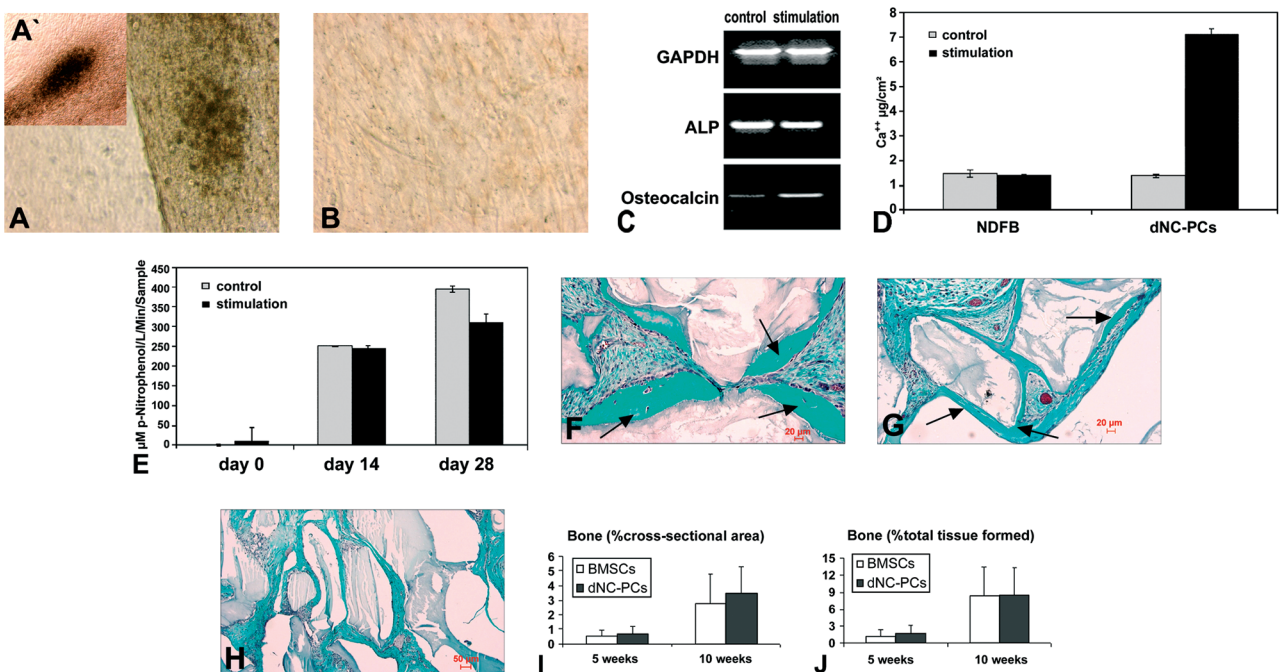 A`
A
B
control stimulation
GAPDH
ALP
Osteocalcin
C
8
7
6
5
4
3
2
1
0
Ca⁺⁺ µg/cm²
control
stimulation
NDFB
dNC-PCs
D
µM p-Nitrophenol/L/Min/Sample
450
400
350
300
250
200
150
100
50
0
control
stimulation
day 0
day 14
day 28
E
F
20 µm
G
20 µm
H
50 µm
Bone (%cross-sectional area)
6
5
4
3
2
1
0
BMSCs
dNC-PCs
5 weeks
10 weeks
I
Bone (%total tissue formed)
15
12
9
6
3
0
BMSCs
dNC-PCs
5 weeks
10 weeks
J